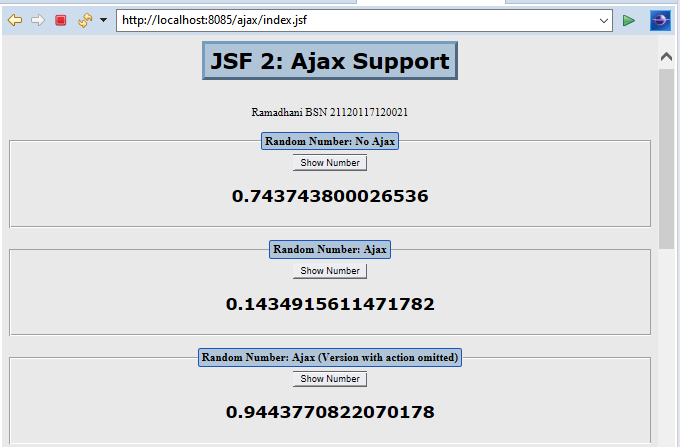 http://localhost:8085/ajax/index.jsf
JSF 2: Ajax Support
Ramadhani BSN 21120117120021
Random Number: No Ajax
Show Number
0.743743800026536
Random Number: Ajax
Show Number
0.1434915611471782
Random Number: Ajax (Version with action omitted)
Show Number
0.9443770822070178